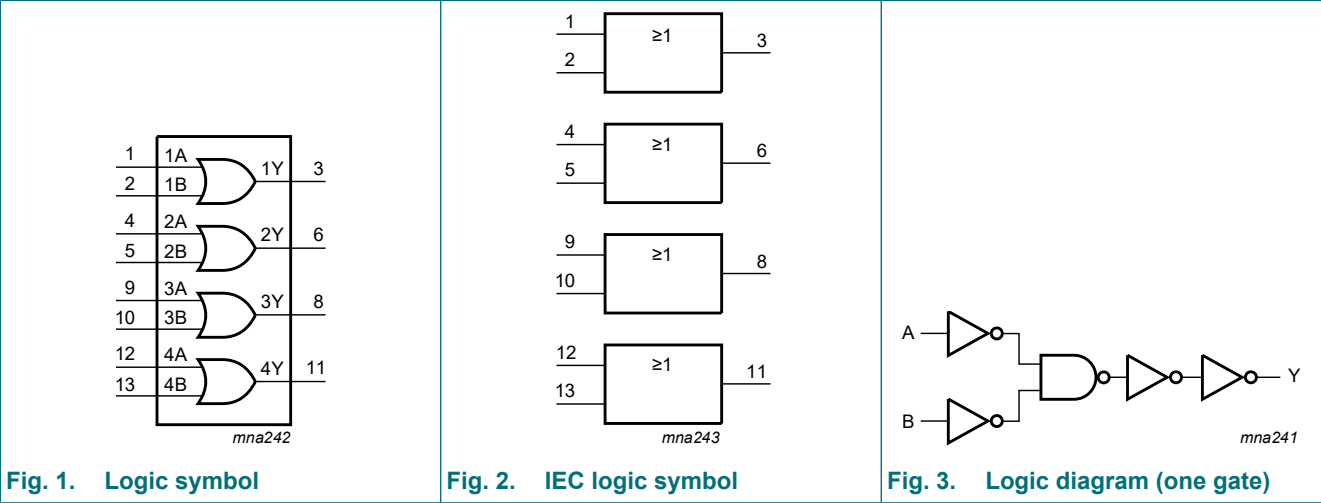 1 1A 1Y 3
2 1B
4 2A 2Y 6
5 2B
9 3A 3Y 8
10 3B
12 4A 4Y 11
13 4B
mna242
Fig. 1. Logic symbol
1 ≥1 3
2
4 ≥1 6
5
9 ≥1 8
10
12 ≥1 11
13
mna243
Fig. 2. IEC logic symbol
A
Y
B
mna241
Fig. 3. Logic diagram (one gate)